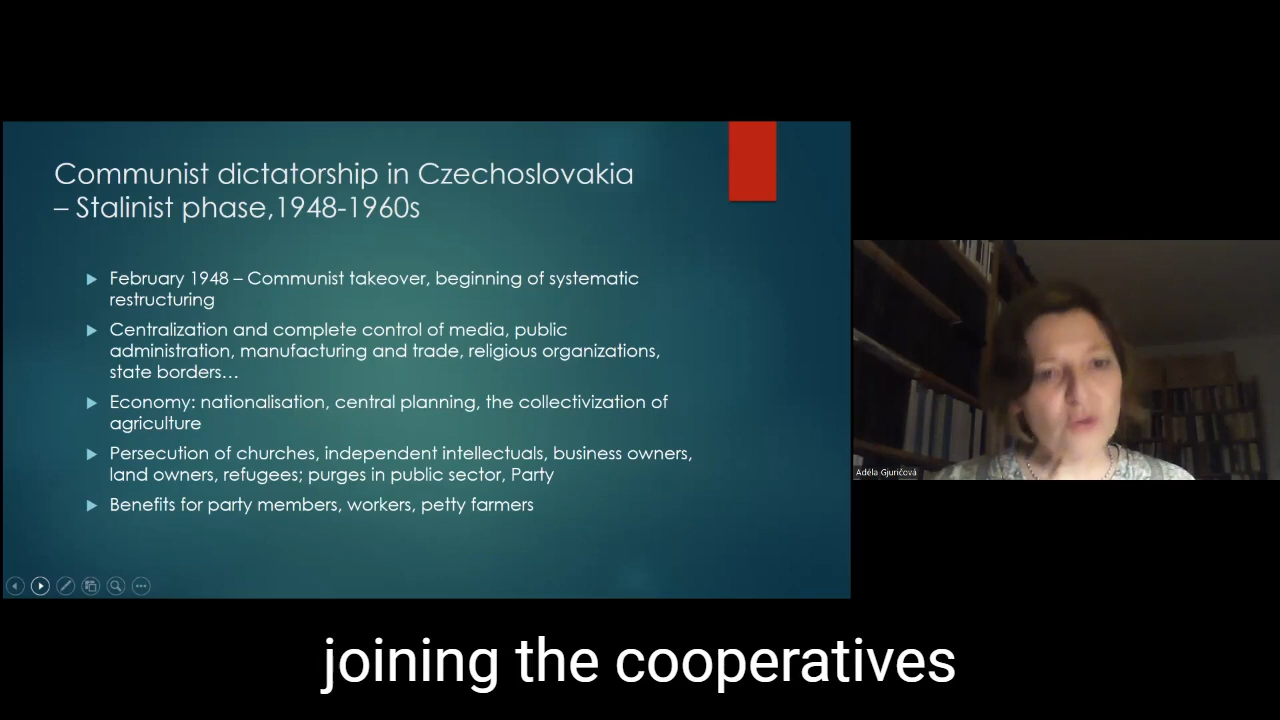 Communist dictatorship in Czechoslovakia
– Stalinist phase,1948-1960s
February 1948 – Communist takeover, beginning of systematic
restructuring
Centralization and complete control of media, public
administration, manufacturing and trade, religious organizations,
state borders…
Economy: nationalisation, central planning, the collectivization of
agriculture
Persecution of churches, independent intellectuals, business owners,
land owners, refugees; purges in public sector, Party
Benefits for party members, workers, petty farmers
Adéla Gjuričová
joining the cooperatives